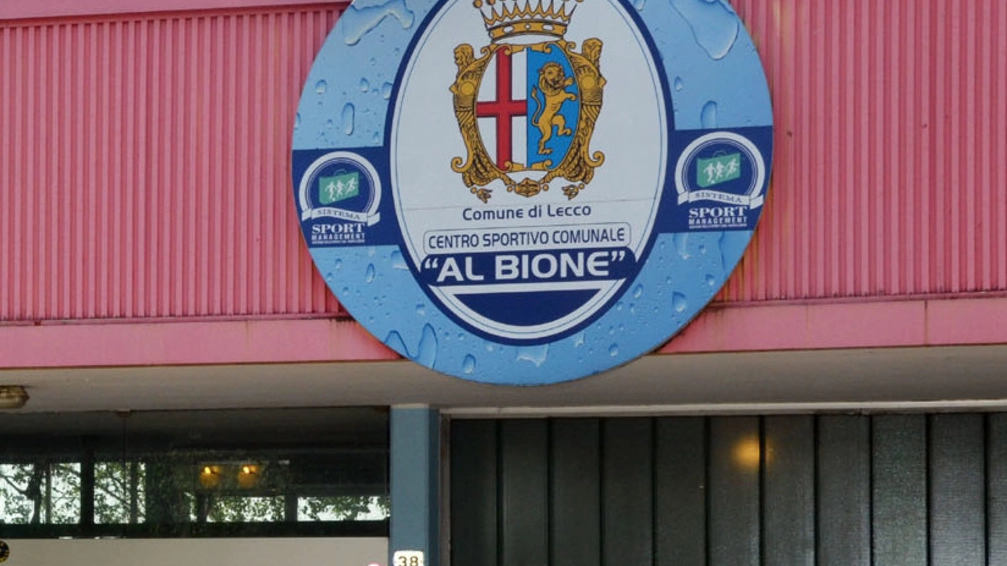 Comune di Lecco
CENTRO SPORTIVO COMUNALE
"AL BIONE"
SISTEMA
SPORT
MANAGEMENT
SISTEMA
SPORT
MANAGEMENT
38